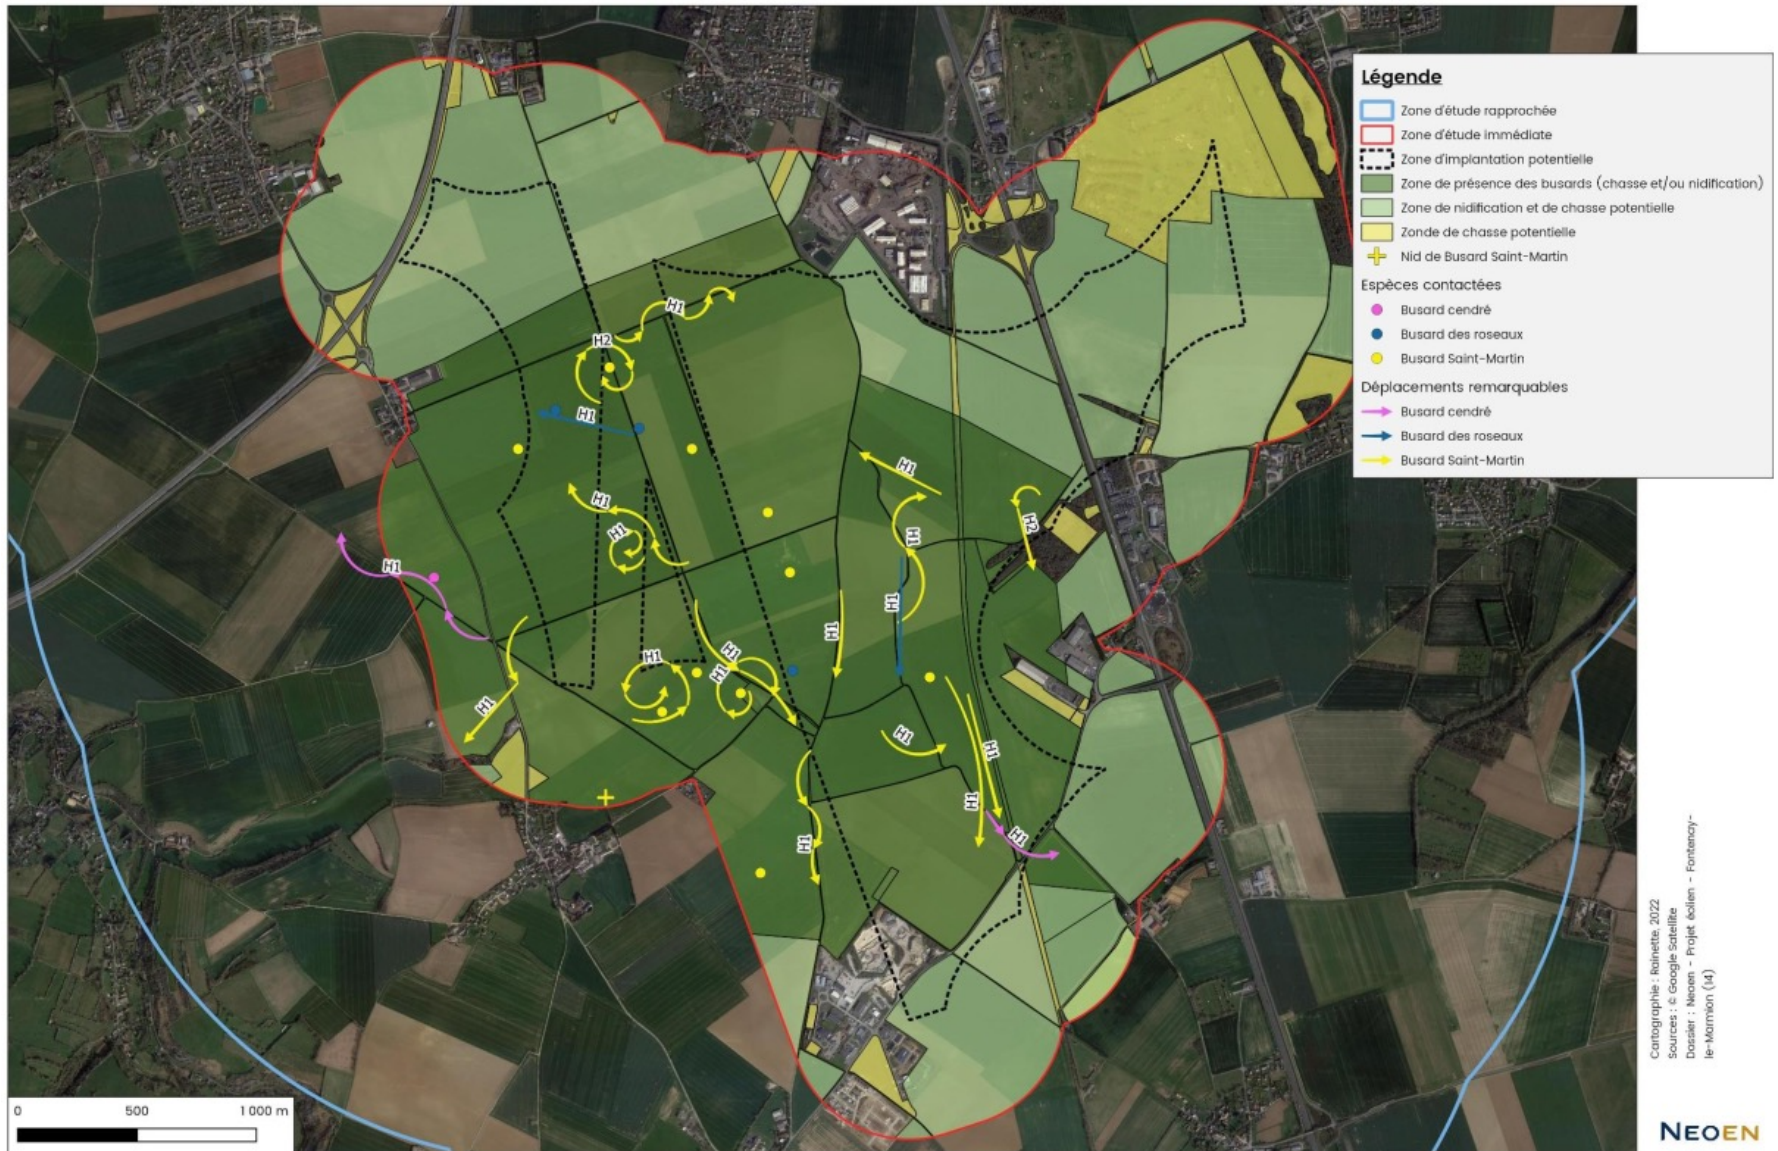 Légende
Zone d'étude rapprochée
Zone d'étude immédiate
Zone d'implantation potentielle
Zone de présence des busards (chasse et/ou nidification)
Zone de nidification et de chasse potentielle
Zonde de chasse potentielle
Nid de Busard Saint-Martin
Espèces contactées
Busard cendré
Busard des roseaux
Busard Saint-Martin
Déplacements remarquables
Busard cendré
Busard des roseaux
Busard Saint-Martin
H1
H2
H1
H1
H1
H1
H1
H2
H1
H1
H1
H1
H1
H1
H1
H1
H1
H1
H1
H1
H1
Cartographie : Rainette, 2022
Sources : © Google Satellite
Dossier : Neoen - Projet éolien - Fontenay-
le-Marmion (14)
0 500 1 000 m
NEOEN